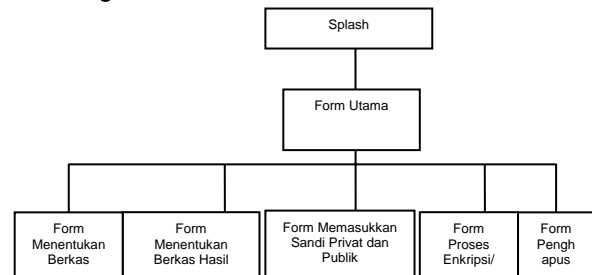 Splash
Form Utama
Form
Menentukan
Berkas
Form
Menentukan
Berkas Hasil
Form Memasukkan
Sandi Privat dan
Publik
Form
Proses
Enkripsi/
Form
Pengh
apus